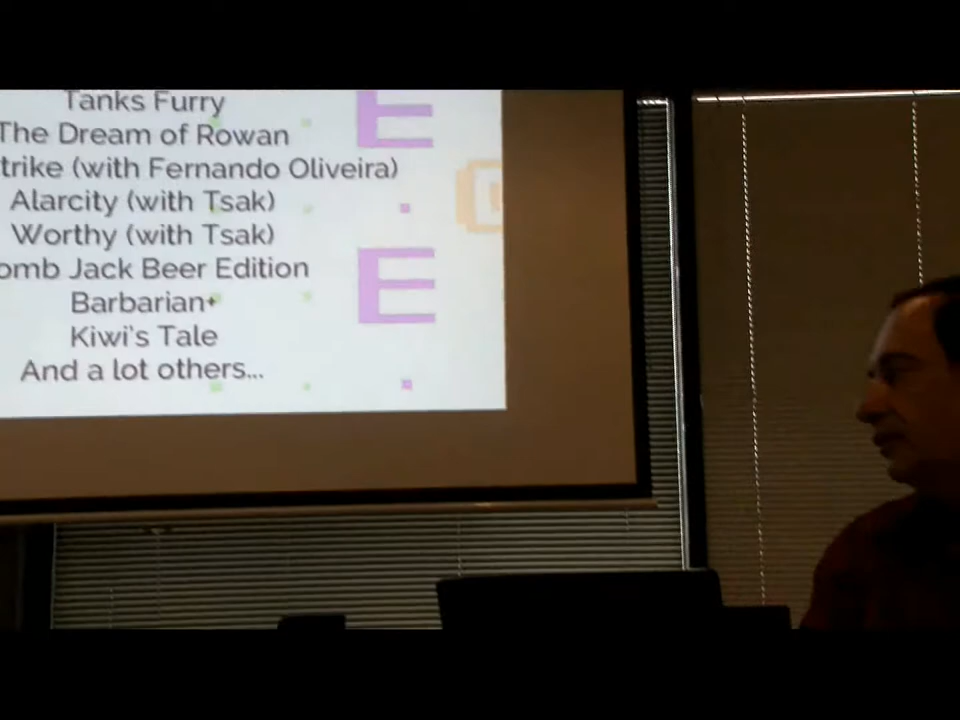 Tanks Furry
The Dream of Rowan
trike (with Fernando Oliveira)
Alarcity (with Tsak)
Worthy (with Tsak)
omb Jack Beer Edition
Barbarian+
Kiwi's Tale
And a lot others...
E
E